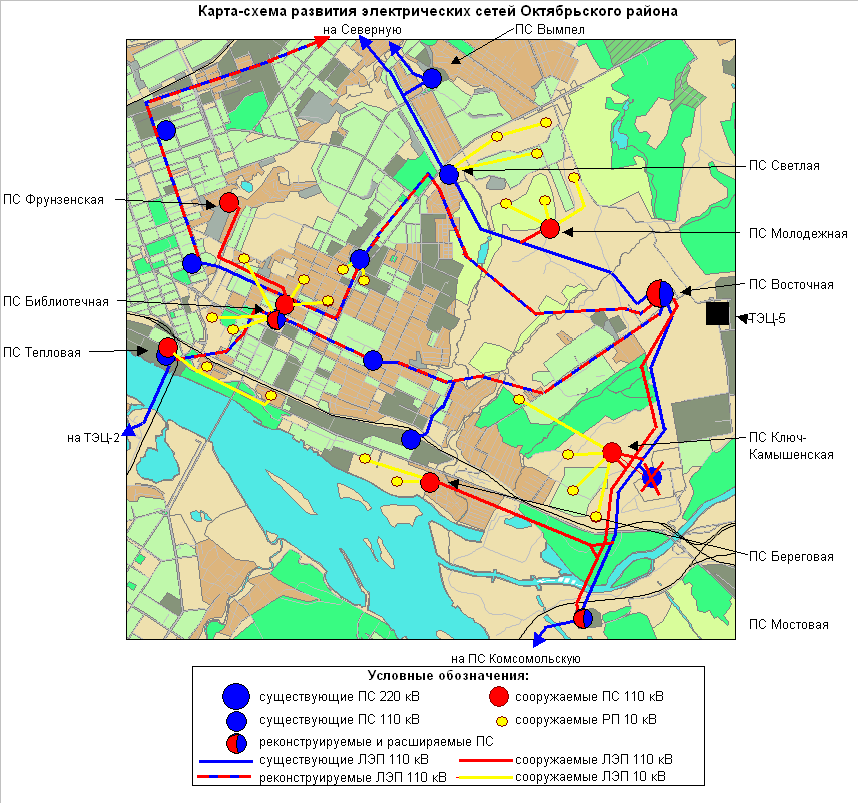 Карта-схема развития электрических сетей Октябрьского района
на Северную
ПС Вымпел
ПС Светлая
ПС Фрунзенская
ПС Молодежная
ПС Восточная
ПС Библиотечная
ТЭЦ-5
ПС Тепловая
на ТЭЦ-2
ПС Ключ-
Камышенская
ПС Береговая
ПС Мостовая
на ПС Комсомольскую
Условные обозначения:
существующие ПС 220 кВ
сооружаемые ПС 110 кВ
существующие ПС 110 кВ
сооружаемые РП 10 кВ
реконструируемые и расширяемые ПС
существующие ЛЭП 110 кВ
сооружаемые ЛЭП 110 кВ
реконструируемые ЛЭП 110 кВ
сооружаемые ЛЭП 10 кВ